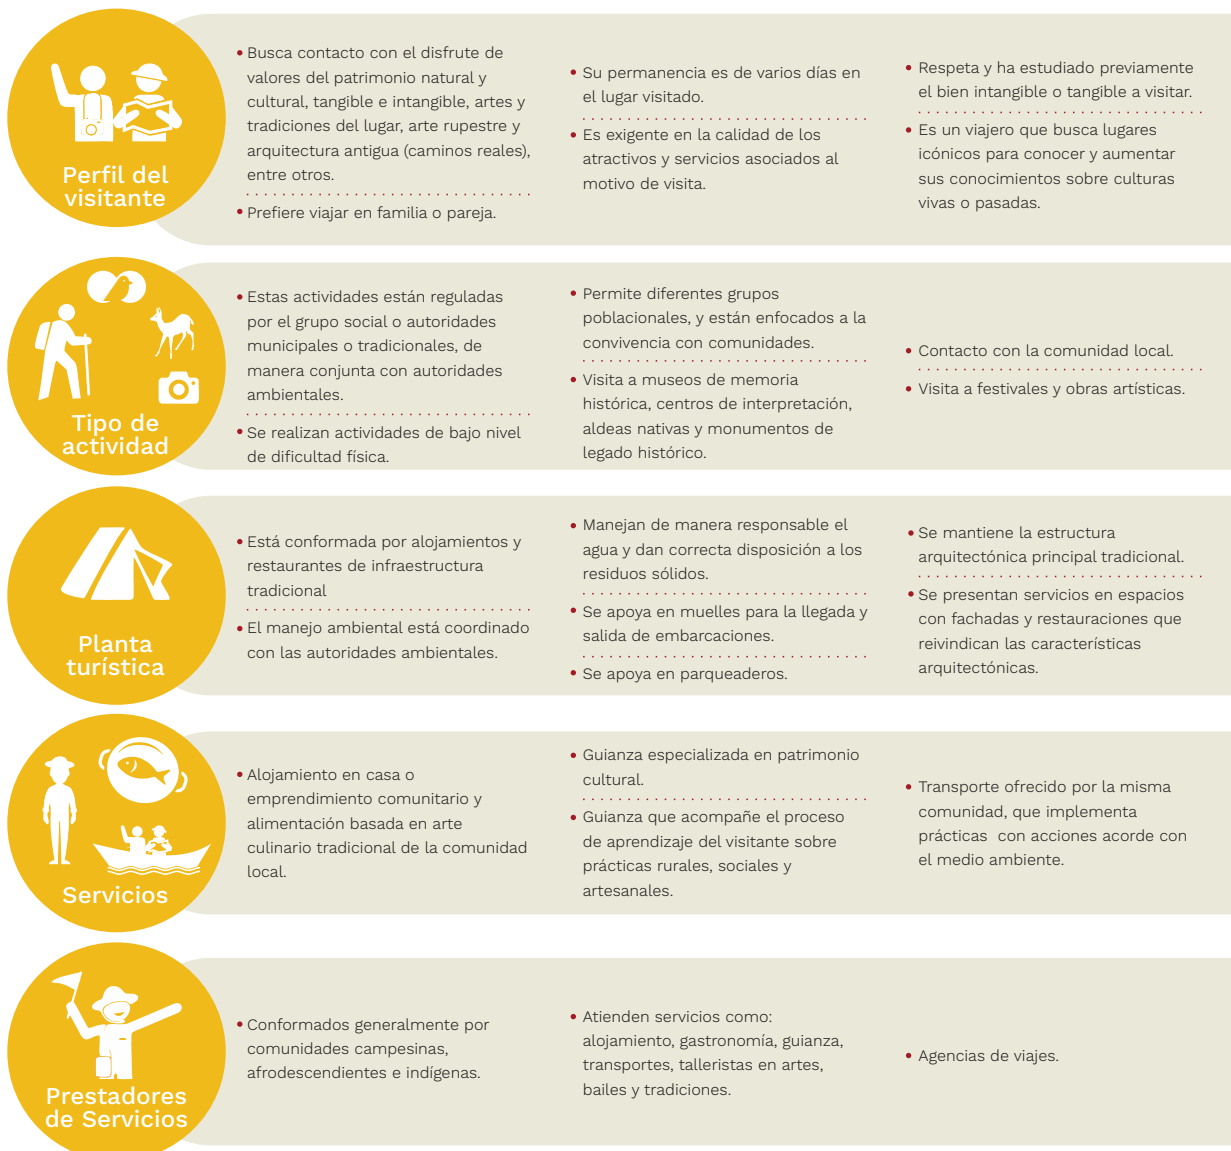 Perfil del
visitante
• Busca contacto con el disfrute de
valores del patrimonio natural y
cultural, tangible e intangible, artes y
tradiciones del lugar, arte rupestre y
arquitectura antigua (caminos reales),
entre otros.
• Prefiere viajar en familia o pareja.
• Su permanencia es de varios días en
el lugar visitado.
• Es exigente en la calidad de los
atractivos y servicios asociados al
motivo de visita.
• Respeta y ha estudiado previamente
el bien intangible o tangible a visitar.
• Es un viajero que busca lugares
icónicos para conocer y aumentar
sus conocimientos sobre culturas
vivas o pasadas.
Tipo de
actividad
• Estas actividades están reguladas
por el grupo social o autoridades
municipales o tradicionales, de
manera conjunta con autoridades
ambientales.
• Se realizan actividades de bajo nivel
de dificultad física.
• Permite diferentes grupos
poblacionales, y están enfocados a la
convivencia con comunidades.
• Visita a museos de memoria
histórica, centros de interpretación,
aldeas nativas y monumentos de
legado histórico.
• Contacto con la comunidad local.
• Visita a festivales y obras artísticas.
Planta
turística
• Está conformada por alojamientos y
restaurantes de infraestructura
tradicional
• El manejo ambiental está coordinado
con las autoridades ambientales.
• Manejan de manera responsable el
agua y dan correcta disposición a los
residuos sólidos.
• Se apoya en muelles para la llegada y
salida de embarcaciones.
• Se apoya en parqueaderos.
• Se mantiene la estructura
arquitectónica principal tradicional.
• Se presentan servicios en espacios
con fachadas y restauraciones que
reivindican las características
arquitectónicas.
Servicios
• Alojamiento en casa o
emprendimiento comunitario y
alimentación basada en arte
culinario tradicional de la comunidad
local.
• Guianza especializada en patrimonio
cultural.
• Guianza que acompañe el proceso
de aprendizaje del visitante sobre
prácticas rurales, sociales y
artesanales.
• Transporte ofrecido por la misma
comunidad, que implementa
prácticas con acciones acorde con
el medio ambiente.
Prestadores
de Servicios
• Conformados generalmente por
comunidades campesinas,
afrodescendientes e indígenas.
• Atienden servicios como:
alojamiento, gastronomía, guianza,
transportes, talleristas en artes,
bailes y tradiciones.
• Agencias de viajes.